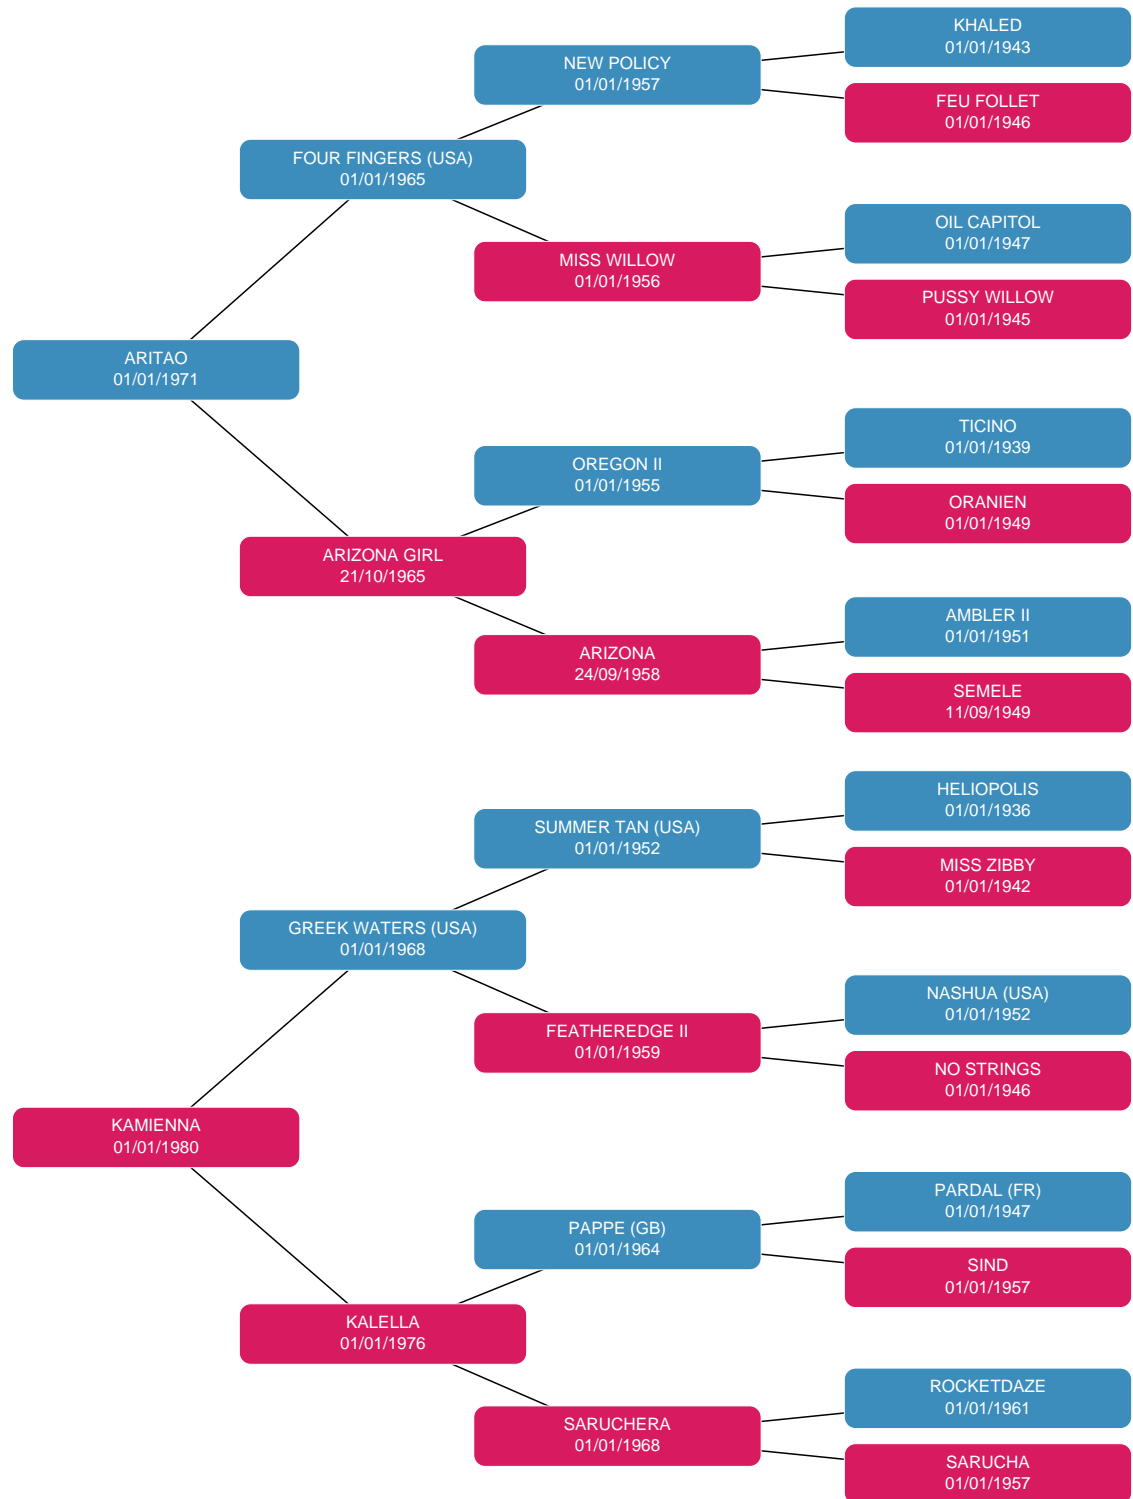 KHALED
01/01/1943
NEW POLICY
01/01/1957
FEU FOLLET
01/01/1946
FOUR FINGERS (USA)
01/01/1965
OIL CAPITOL
01/01/1947
MISS WILLOW
01/01/1956
PUSSY WILLOW
01/01/1945
ARITAO
01/01/1971
TICINO
01/01/1939
OREGON II
01/01/1955
ORANIEN
01/01/1949
ARIZONA GIRL
21/10/1965
AMBLER II
01/01/1951
ARIZONA
24/09/1958
SEMELE
11/09/1949
HELIOPOLIS
01/01/1936
SUMMER TAN (USA)
01/01/1952
MISS ZIBBY
01/01/1942
GREEK WATERS (USA)
01/01/1968
NASHUA (USA)
01/01/1952
FEATHEREDGE II
01/01/1959
NO STRINGS
01/01/1946
KAMIENNA
01/01/1980
PARDAL (FR)
01/01/1947
PAPPE (GB)
01/01/1964
SIND
01/01/1957
KALELLA
01/01/1976
ROCKETDAZE
01/01/1961
SARUCHERA
01/01/1968
SARUCHA
01/01/1957